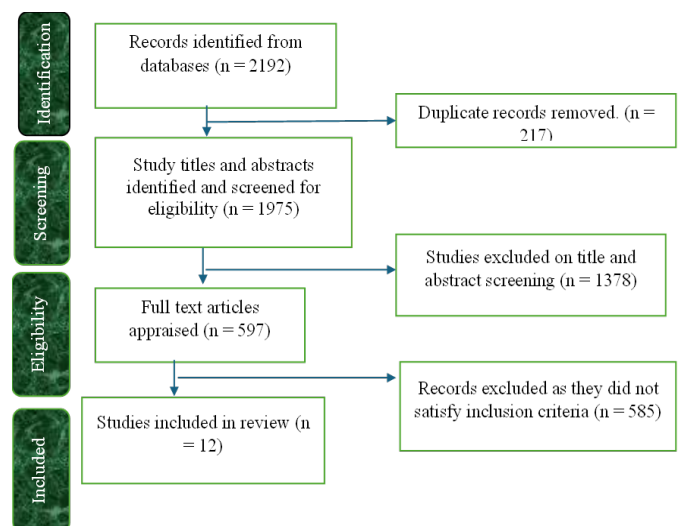 Identification
Records identified from
databases (n = 2192)
Duplicate records removed. (n =
217)
Screening
Study titles and abstracts
identified and screened for
eligibility (n = 1975)
Studies excluded on title and
abstract screening (n = 1378)
Eligibility
Full text articles
appraised (n = 597)
Records excluded as they did not
satisfy inclusion criteria (n = 585)
Included
Studies included in review (n
= 12)